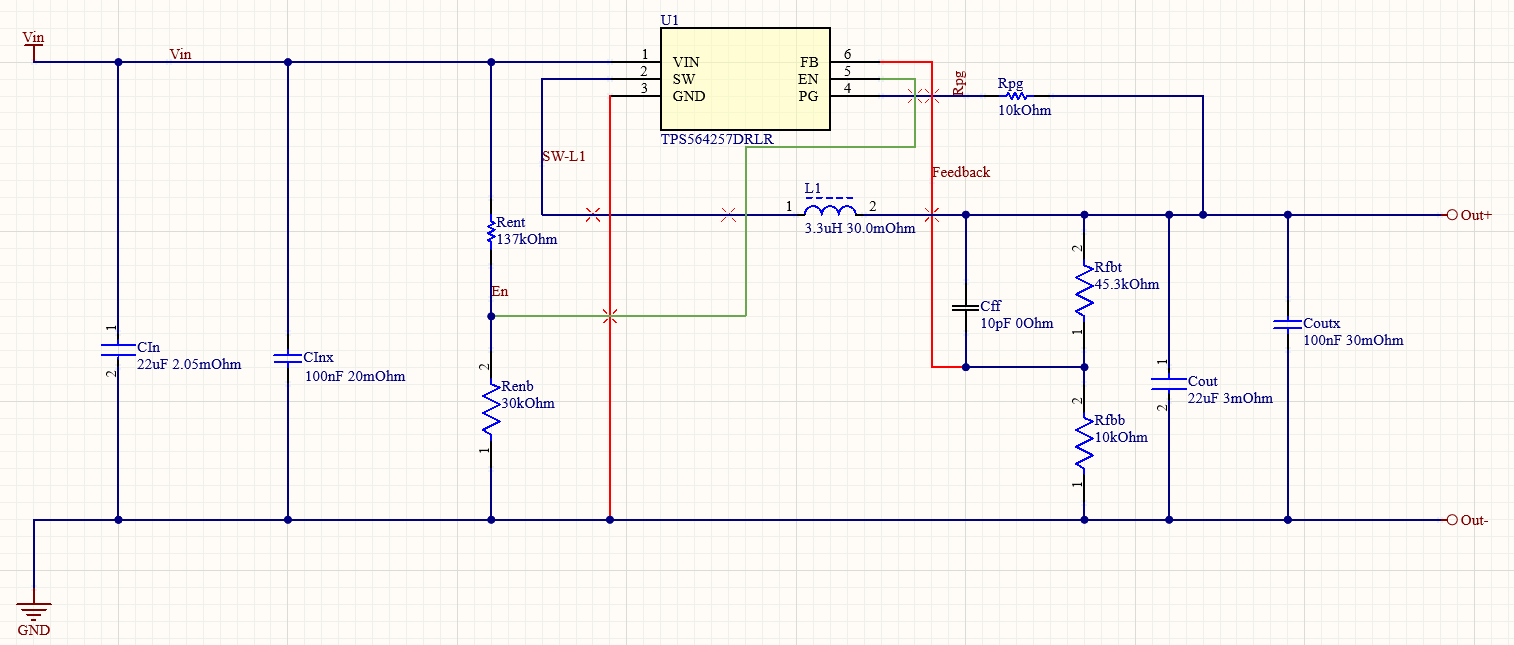 Vin
Vin
U1
1
VIN
FB
6
2
SW
EN
5
3
GND
PG
4
TPS564257DRLR
Rpg
Rpg
10kOhm
SW-L1
Feedback
L1
1
2
3.3uH 30.0mOhm
Out+
Rent
137kOhm
En
2
Rfbt
45.3kOhm
1
Cff
10pF 0Ohm
Coutx
100nF 30mOhm
1
CIn
22uF 2.05mOhm
2
CInx
100nF 20mOhm
2
Renb
30kOhm
1
1
Cout
22uF 3mOhm
2
2
Rfbb
10kOhm
1
Out-
GND